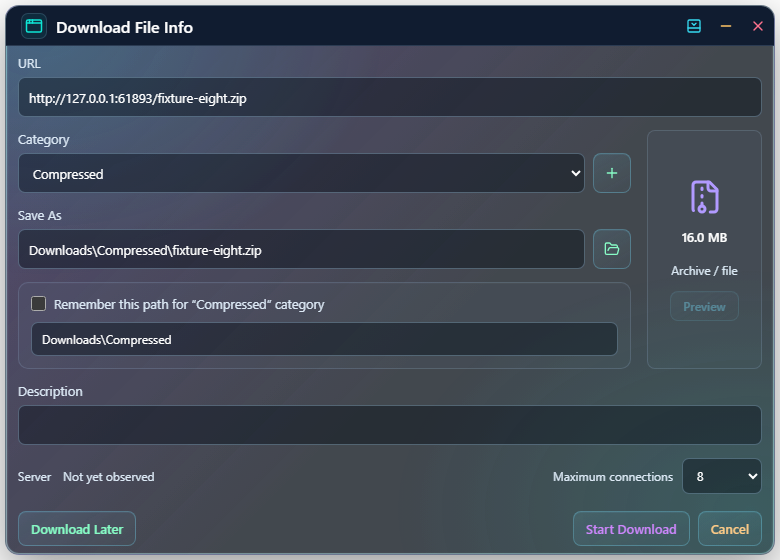 Download File Info
URL
http://127.0.0.1:61893/fixture-eight.zip
Category
Compressed
+
Save As
Downloads\Compressed\fixture-eight.zip
16.0 MB
Archive / file
Preview
Remember this path for “Compressed” category
Downloads\Compressed
Description
Server Not yet observed
Maximum connections 8
Download Later
Start Download
Cancel